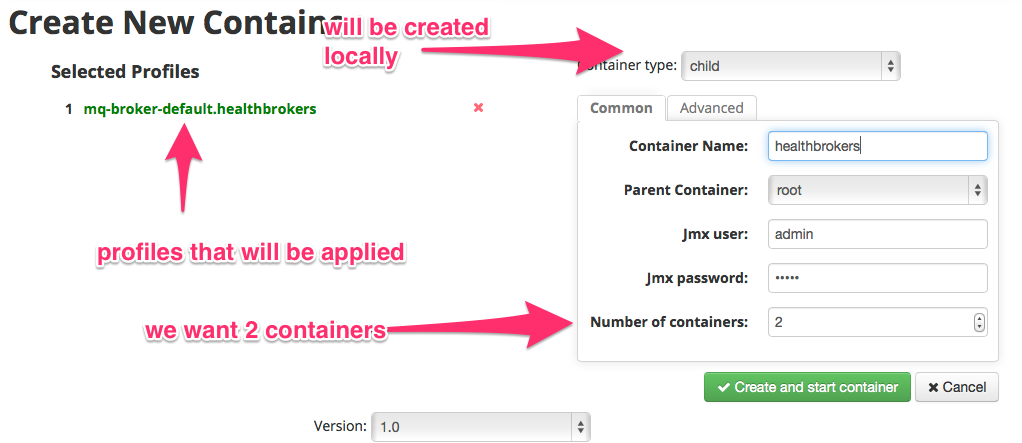 Create New Contain
will be created
locally
Container type: child
Selected Profiles
1 mq-broker-default.healthbrokers ✖
Common Advanced
Container Name: healthbrokers
Parent Container: root
profiles that will be applied
Jmx user: admin
Jmx password: •••••
we want 2 containers
Number of containers: 2
✔ Create and start container ✖ Cancel
Version: 1.0